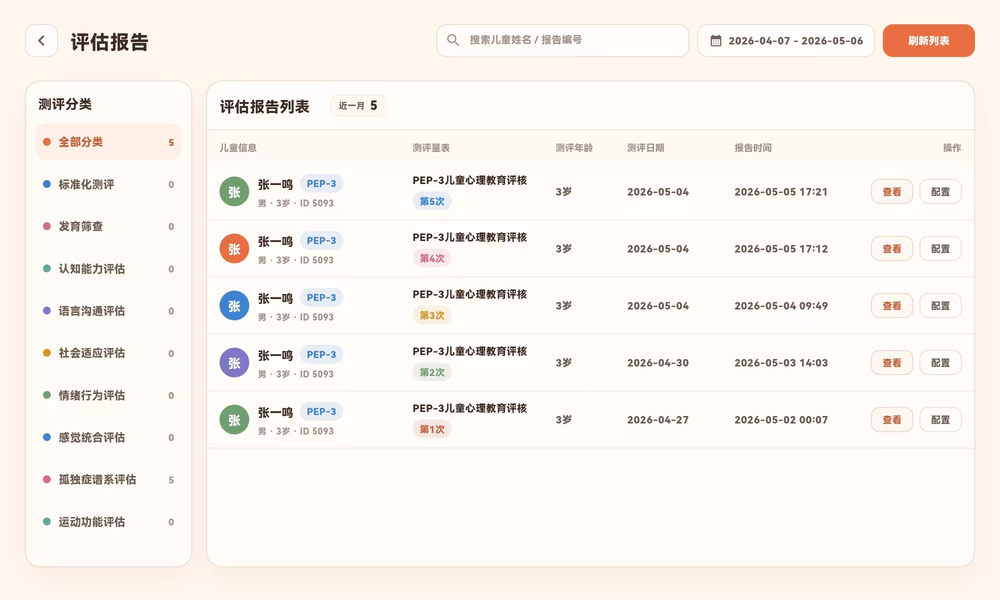 评估报告
搜索儿童姓名 / 报告编号
2026-04-07 - 2026-05-06
刷新列表
测评分类
全部分类 5
标准化测评 0
发育筛查 0
认知能力评估 0
语言沟通评估 0
社会适应评估 0
情绪行为评估 0
感觉统合评估 0
孤独症谱系评估 5
运动功能评估 0
评估报告列表 近一月 5
儿童信息 测评量表 测评年龄 测评日期 报告时间 操作
张 张一鸣 PEP-3
男 · 3岁 · ID 5093
PEP-3儿童心理教育评核
第5次
3岁 2026-05-04 2026-05-05 17:21 查看 配置
张 张一鸣 PEP-3
男 · 3岁 · ID 5093
PEP-3儿童心理教育评核
第4次
3岁 2026-05-04 2026-05-05 17:12 查看 配置
张 张一鸣 PEP-3
男 · 3岁 · ID 5093
PEP-3儿童心理教育评核
第3次
3岁 2026-05-04 2026-05-04 09:49 查看 配置
张 张一鸣 PEP-3
男 · 3岁 · ID 5093
PEP-3儿童心理教育评核
第2次
3岁 2026-04-30 2026-05-03 14:03 查看 配置
张 张一鸣 PEP-3
男 · 3岁 · ID 5093
PEP-3儿童心理教育评核
第1次
3岁 2026-04-27 2026-05-02 00:07 查看 配置